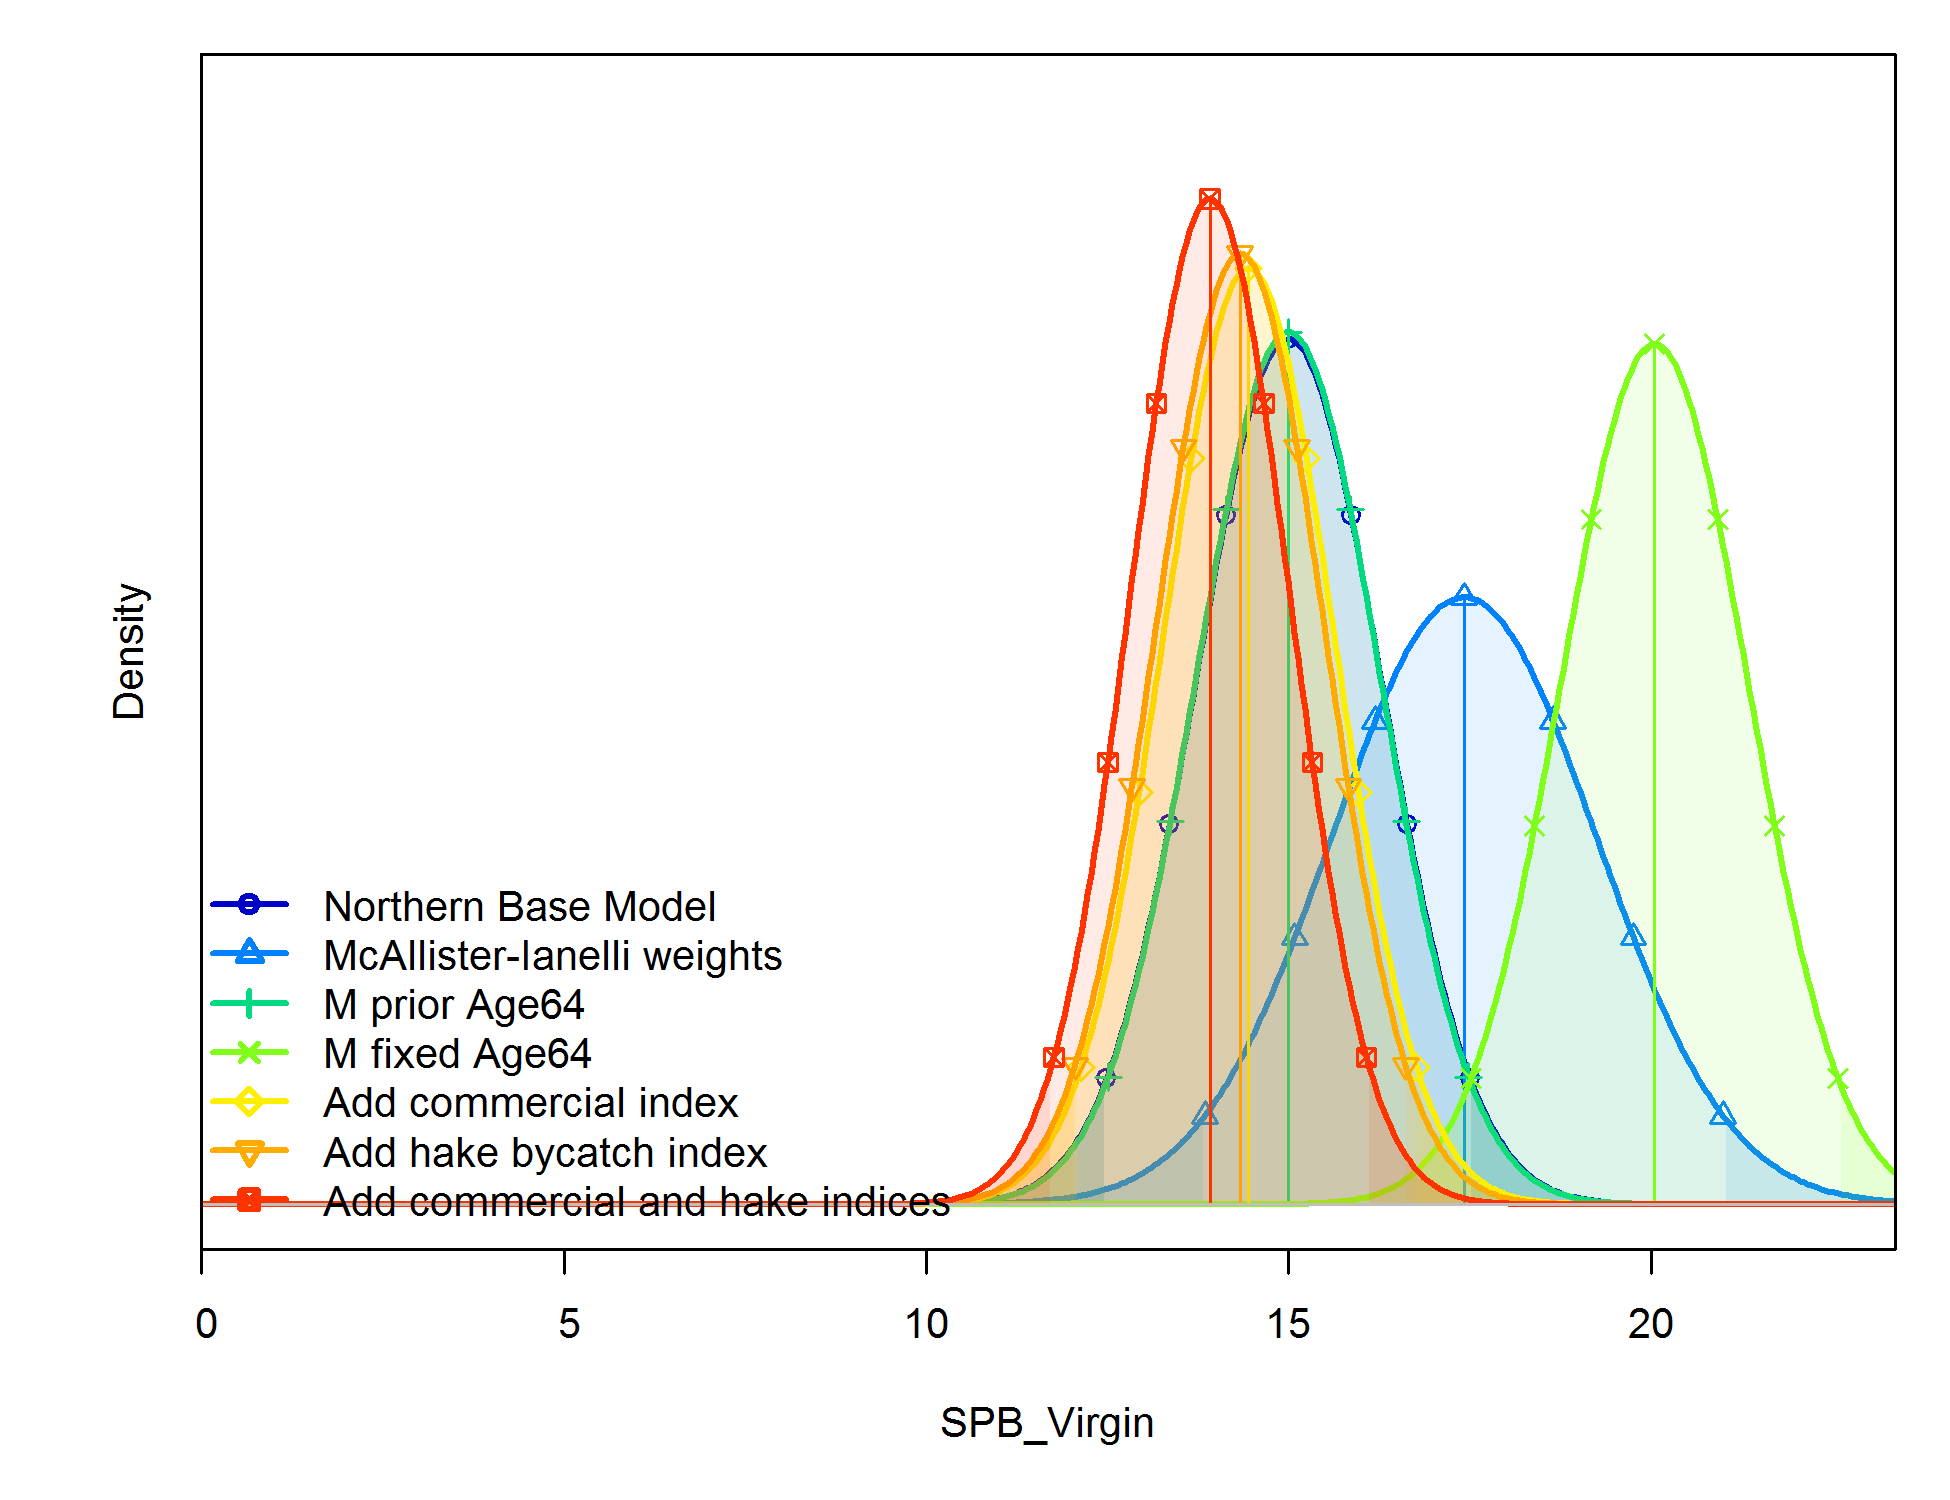 Density
Northern Base Model
McAllister-Ianelli weights
M prior Age64
M fixed Age64
Add commercial index
Add hake bycatch index
Add commercial and hake indices
0 5 10 15 20
SPB_Virgin